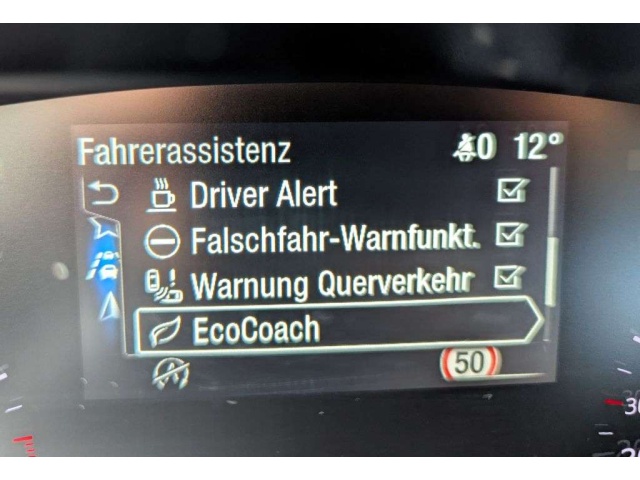 Fahrerassistenz 0 12°
Driver Alert
Falschfahr-Warnfunkt.
Warnung Querverkehr
EcoCoach
50